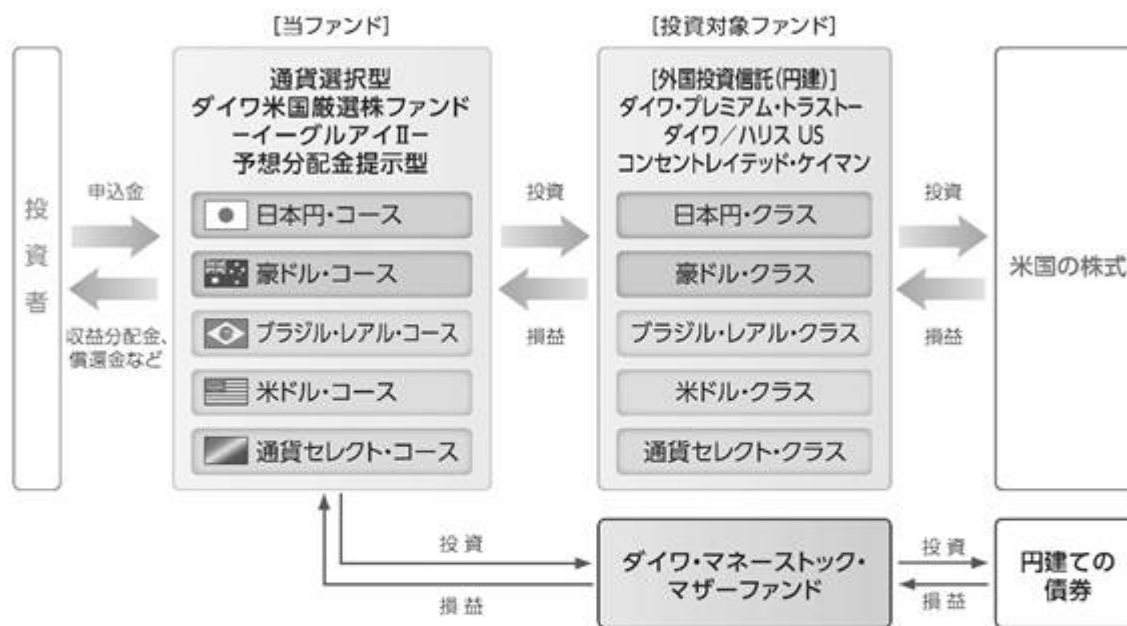 [当ファンド]
[投資対象ファンド]
通貨選択型
ダイワ米国厳選株ファンド
－イーグルアイⅡ－
予想分配金提示型
[外国投資信託(円建)]
ダイワ・プレミアム・トラスト－
ダイワ／ハリス US
コンセントレイテッド・ケイマン
投資者
申込金
収益分配金、
償還金など
日本円・コース
豪ドル・コース
ブラジル・レアル・コース
米ドル・コース
通貨セレクト・コース
投資
損益
日本円・クラス
豪ドル・クラス
ブラジル・レアル・クラス
米ドル・クラス
通貨セレクト・クラス
投資
損益
米国の株式
投資
損益
ダイワ・マネーストック・
マザーファンド
投資
損益
円建ての
債券